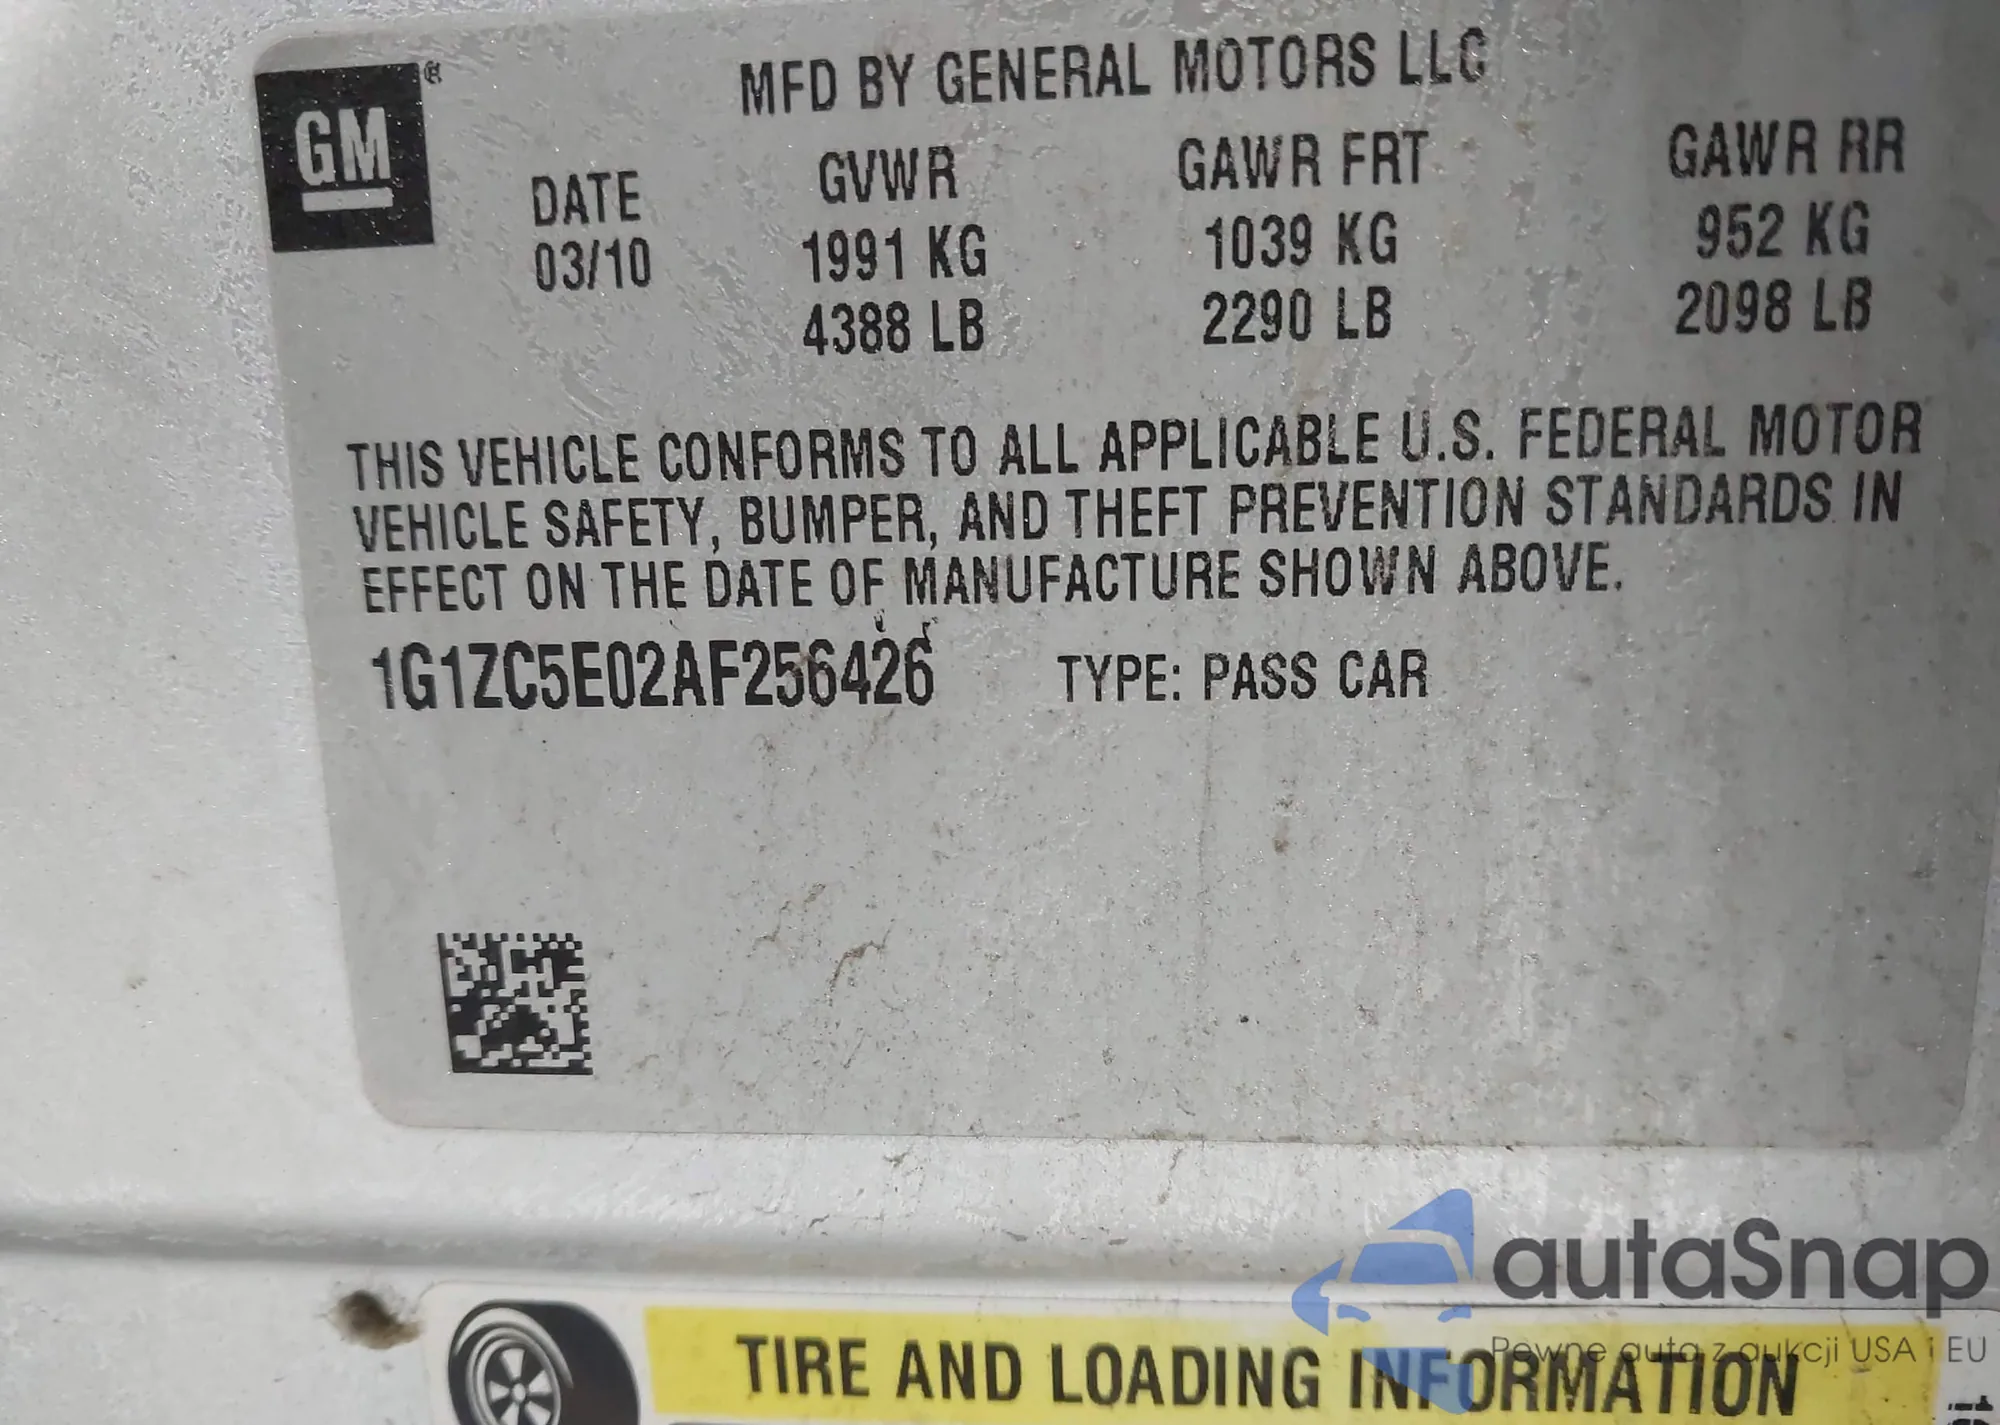 GM®
MFD BY GENERAL MOTORS LLC
DATE GVWR GAWR FRT GAWR RR
03/10 1991 KG 1039 KG 952 KG
4388 LB 2290 LB 2098 LB
THIS VEHICLE CONFORMS TO ALL APPLICABLE U.S. FEDERAL MOTOR
VEHICLE SAFETY, BUMPER, AND THEFT PREVENTION STANDARDS IN
EFFECT ON THE DATE OF MANUFACTURE SHOWN ABOVE.
1G1ZC5E02AF256426 TYPE: PASS CAR
autaSnap
Pewne auta z aukcji USA i EU
TIRE AND LOADING INFORMATION